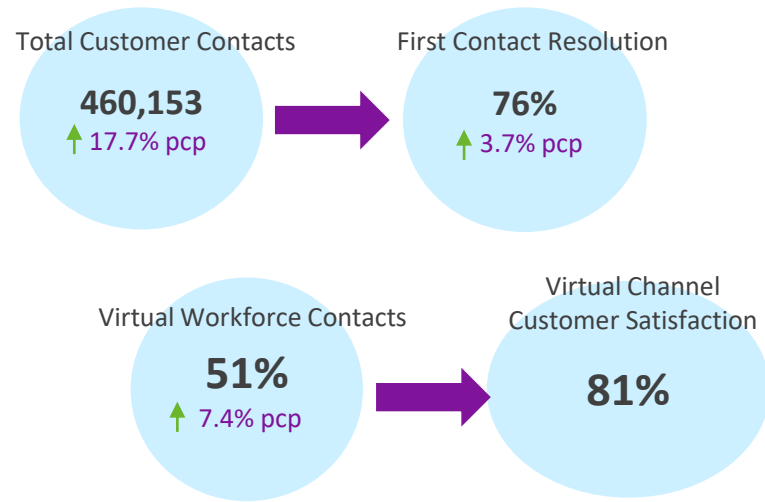 Total Customer Contacts
460,153
17.7% pcp
First Contact Resolution
76%
3.7% pcp
Virtual Workforce Contacts
51%
7.4% pcp
Virtual Channel
Customer Satisfaction
81%